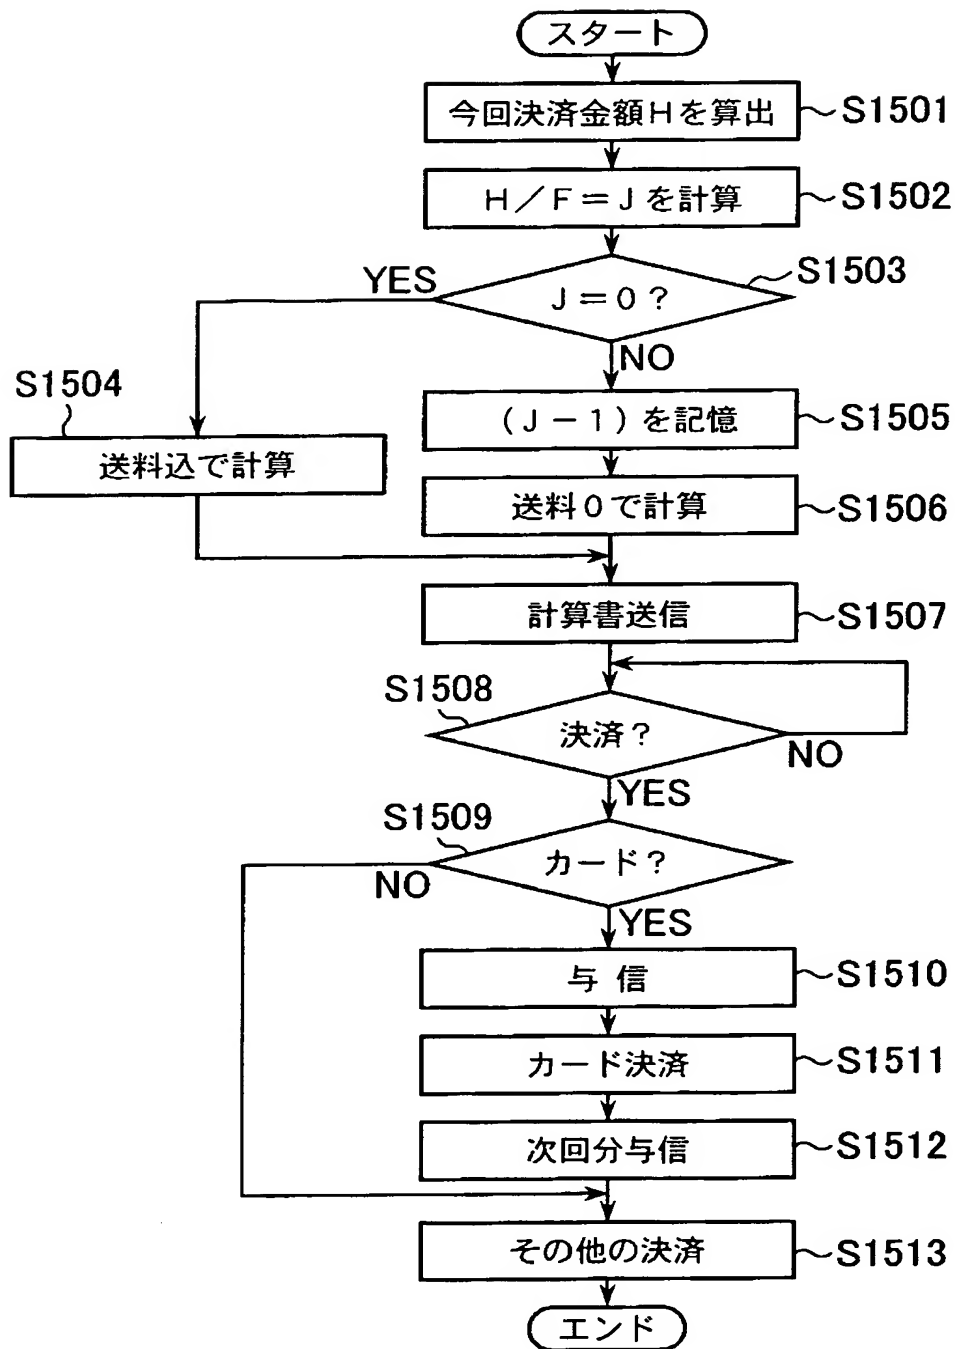 スタート
今回決済金額Hを算出
S1501
H/F=Jを計算
S1502
J=0?
S1503
YES
NO
S1504
送料込で計算
(J-1)を記憶
S1505
送料0で計算
S1506
計算書送信
S1507
S1508
決済?
NO
YES
S1509
カード?
NO
YES
与信
S1510
カード決済
S1511
次回分与信
S1512
その他の決済
S1513
エンド